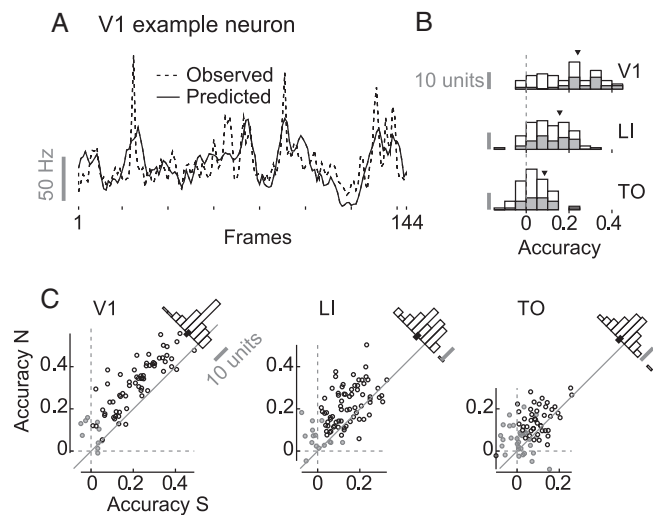 A V1 example neuron
Observed
Predicted
50 Hz
1 144
Frames
B
V1
10 units
LI
TO
0 0.2 0.4
Accuracy
C
V1 LI TO
10 units
Accuracy N
0.4 0.4
0.2 0.2 0.2
0 0 0
0 0.2 0.4 0 0.2 0 0.2
Accuracy S